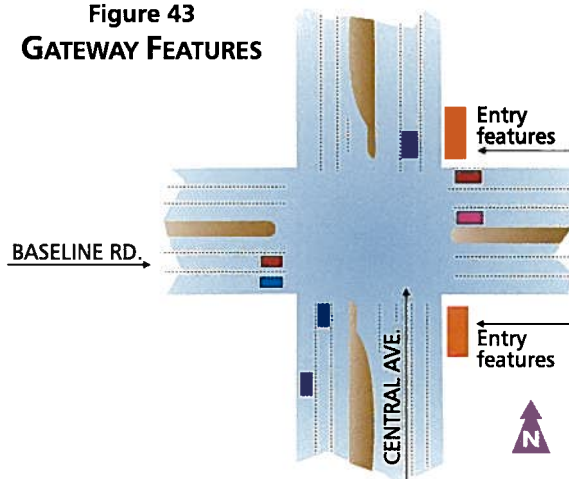 Figure 43
GATEWAY FEATURES
Entry
features
BASELINE RD.
CENTRAL AVE.
Entry
features
N